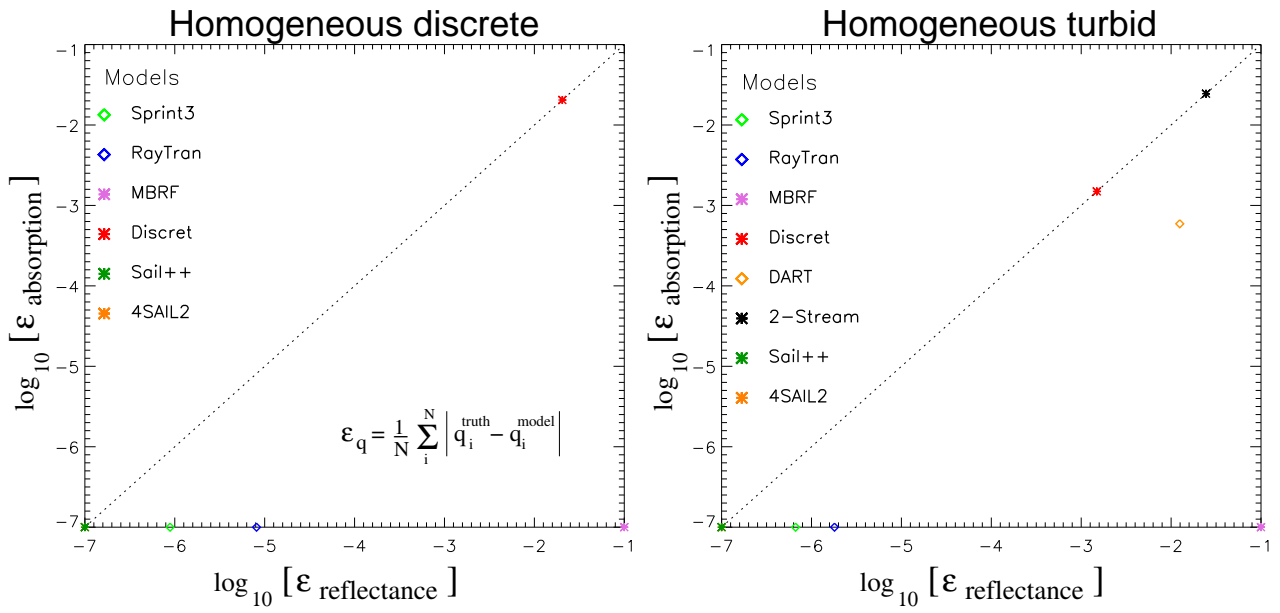 Homogeneous discrete
-1
-2
-3
-4
-5
-6
-7
log10 [ε absorption]
Models
Sprint3
RayTran
MBRF
Discret
Sail++
4SAIL2
εq = 1/N Σ i N | q i truth − q i model |
-7 -6 -5 -4 -3 -2 -1
log10 [ε reflectance]
Homogeneous turbid
-1
-2
-3
-4
-5
-6
-7
log10 [ε absorption]
Models
Sprint3
RayTran
MBRF
Discret
DART
2-Stream
Sail++
4SAIL2
-7 -6 -5 -4 -3 -2 -1
log10 [ε reflectance]